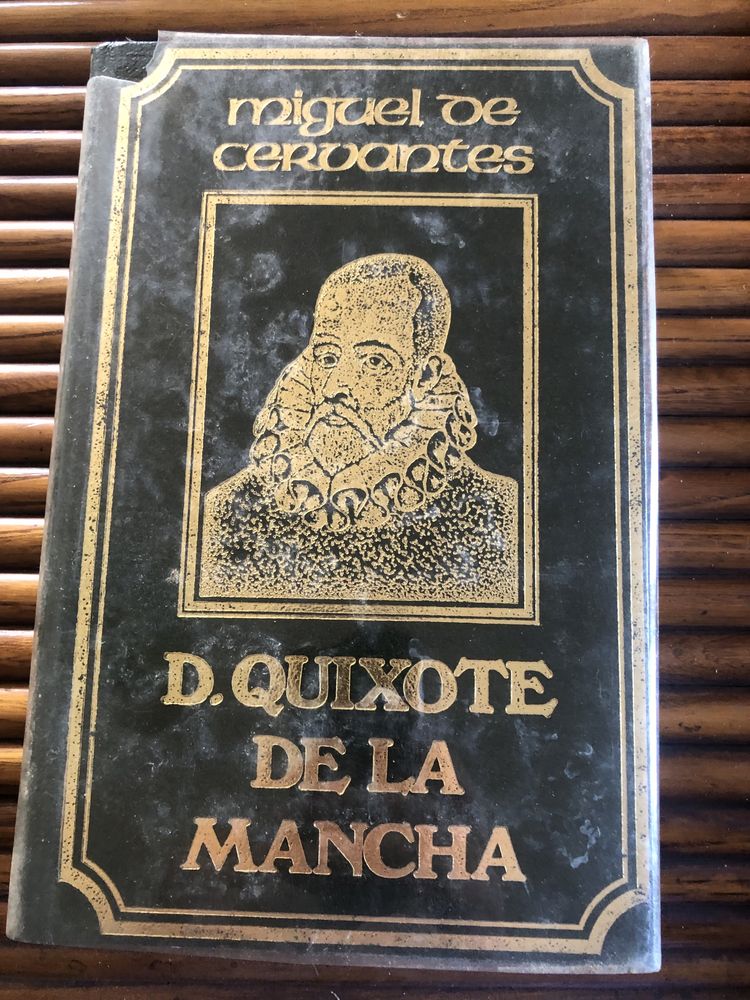 miguel de
cervantes
D. QUIXOTE
DE LA
MANCHA